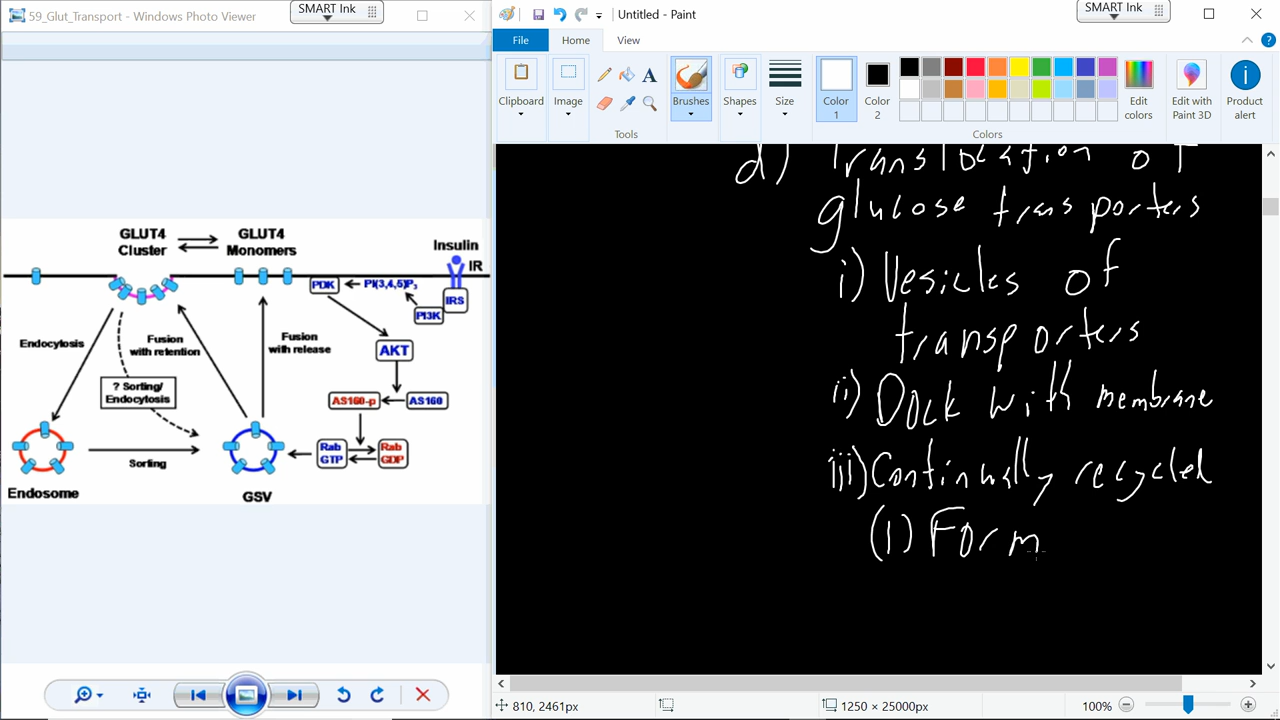 59_Glut_Transport - Windows Photo Viewer
SMART Ink
Untitled - Paint
SMART Ink
File
Home
View
Clipboard
Image
Tools
Brushes
Shapes
Size
Color
1
Color
2
Colors
Edit
colors
Edit with
Paint 3D
Product
alert
GLUT4
Cluster
GLUT4
Monomers
Insulin
IR
PDK
PI(3,4,5)P3
IRS
PI3K
Endocytosis
Fusion
with retention
Fusion
with release
AKT
? Sorting/
Endocytosis
AS160-p
AS160
Rab
GTP
Rab
GDP
Sorting
Endosome
GSV
d) Translocation of
glucose transporters
i) Vesicles of
transporters
ii) Dock with membrane
iii) Continually recycled
(1) Form
810, 2461px
1250 × 25000px
100%